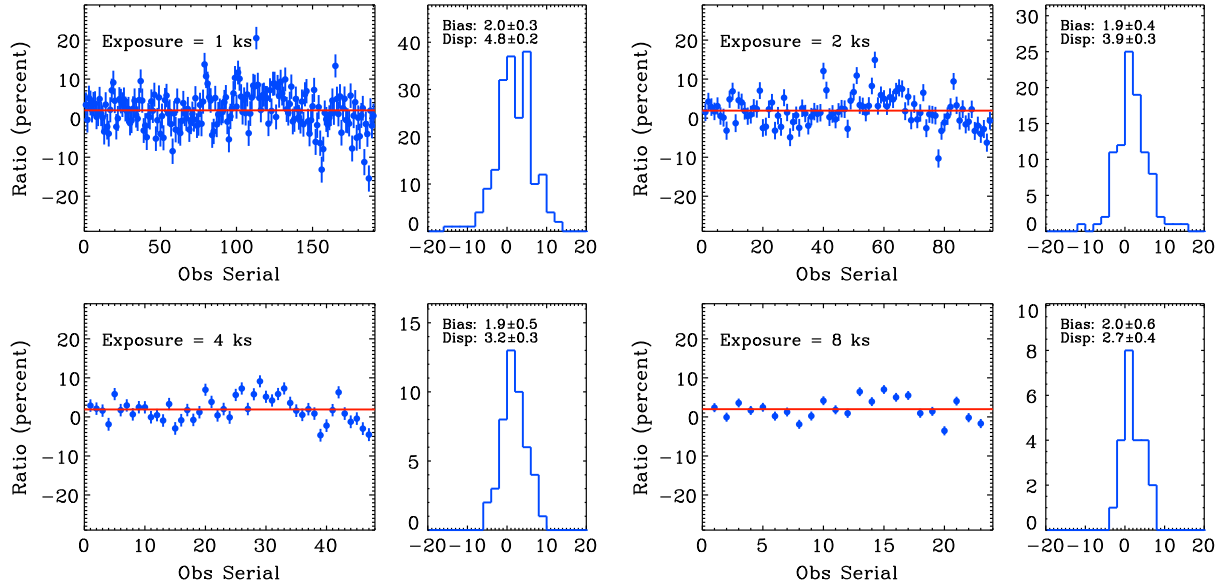 Exposure = 1 ks
Ratio (percent)
20
10
0
−10
−20
0 50 100 150
Obs Serial
Bias: 2.0±0.3
Disp: 4.8±0.2
40
30
20
10
0
−20 −10 0 10 20
Exposure = 2 ks
Ratio (percent)
20
10
0
−10
−20
0 20 40 60 80
Obs Serial
Bias: 1.9±0.4
Disp: 3.9±0.3
30
25
20
15
10
5
0
−20 −10 0 10 20
Exposure = 4 ks
Ratio (percent)
20
10
0
−10
−20
0 10 20 30 40
Obs Serial
Bias: 1.9±0.5
Disp: 3.2±0.3
15
10
5
0
−20 −10 0 10 20
Exposure = 8 ks
Ratio (percent)
20
10
0
−10
−20
0 5 10 15 20
Obs Serial
Bias: 2.0±0.6
Disp: 2.7±0.4
10
8
6
4
2
0
−20 −10 0 10 20